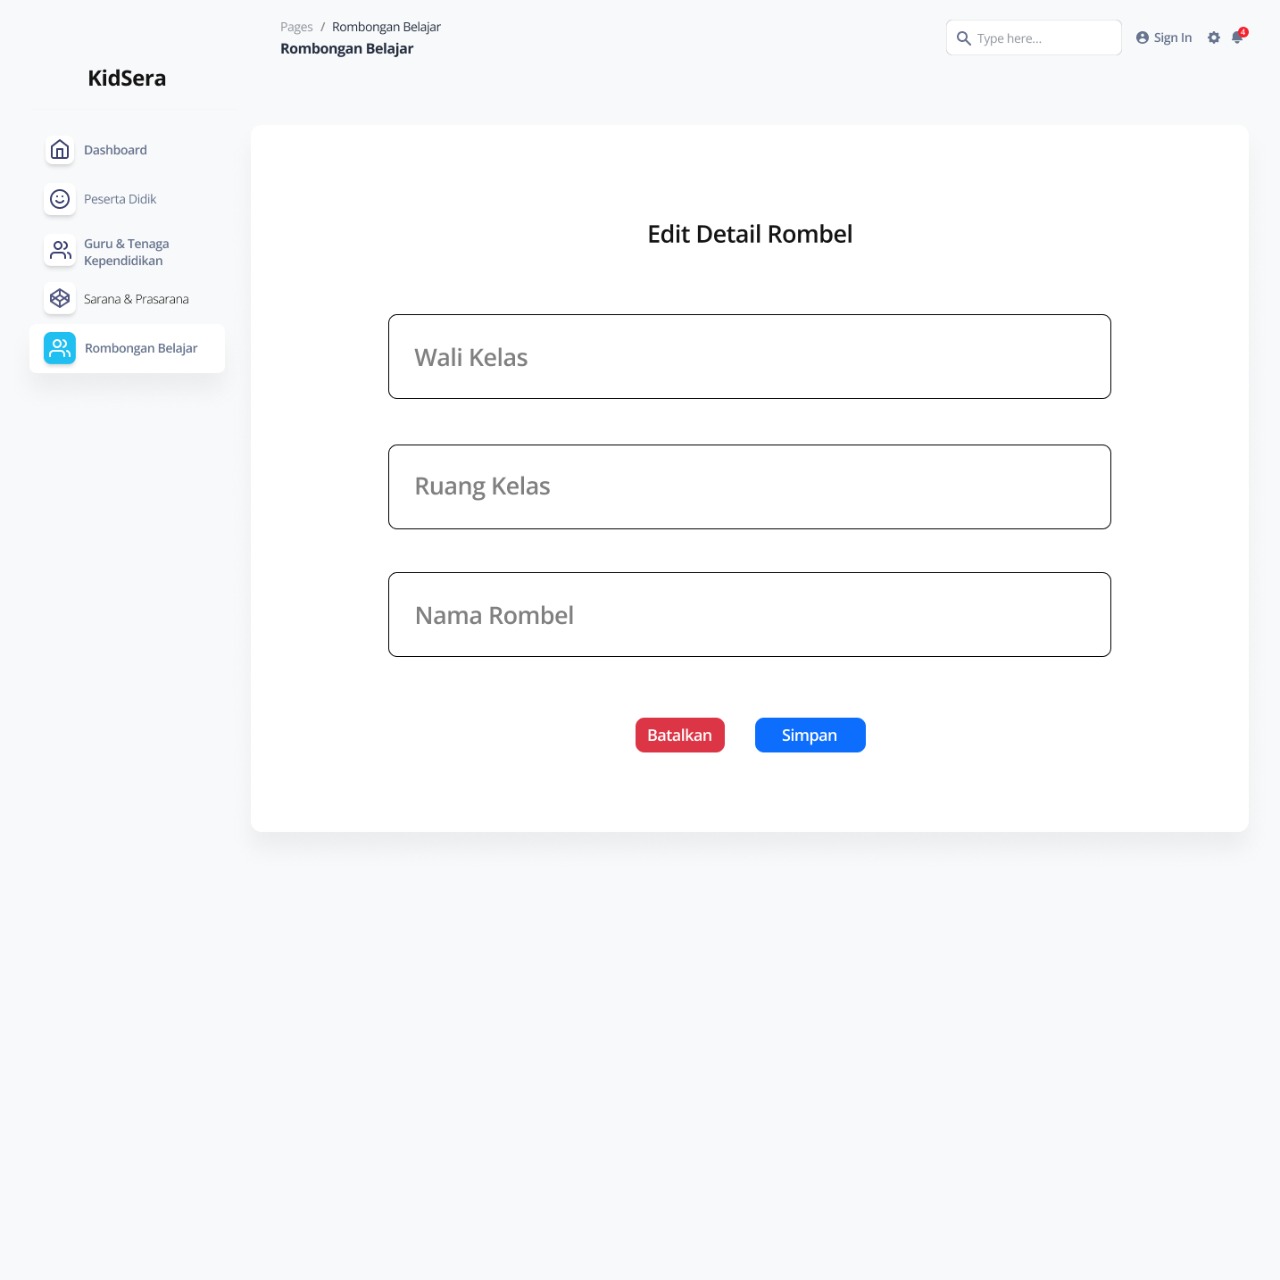 Pages / Rombongan Belajar
Rombongan Belajar
Type here...
Sign In
4
KidSera
Dashboard
Peserta Didik
Guru & Tenaga
Kependidikan
Sarana & Prasarana
Rombongan Belajar
Edit Detail Rombel
Wali Kelas
Ruang Kelas
Nama Rombel
Batalkan
Simpan